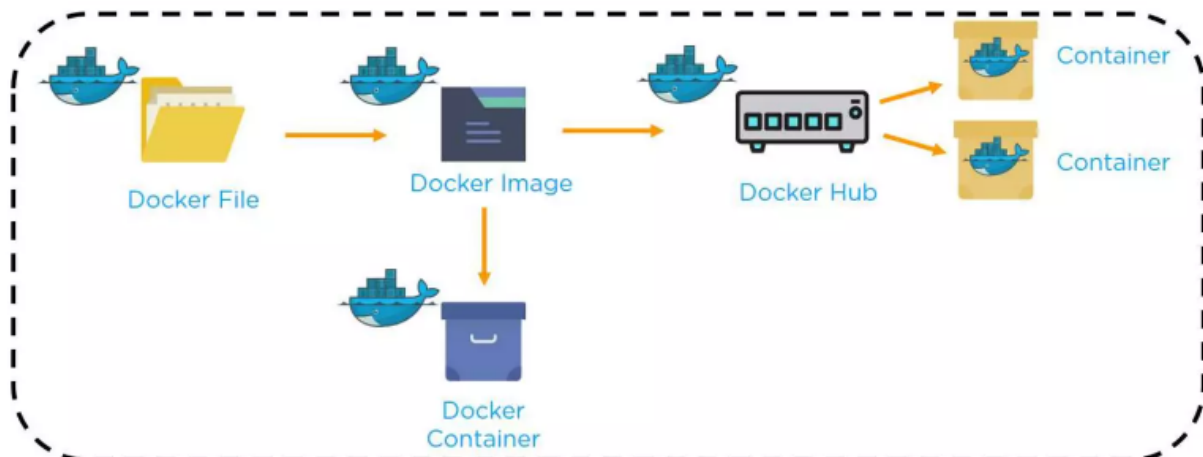 Container
Container
Docker File
Docker Image
Docker Hub
Docker
Container